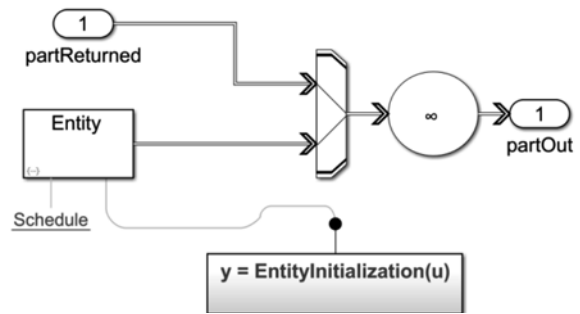 1
partReturned
Entity
{...}
Schedule
∞
1
partOut
y = EntityInitialization(u)